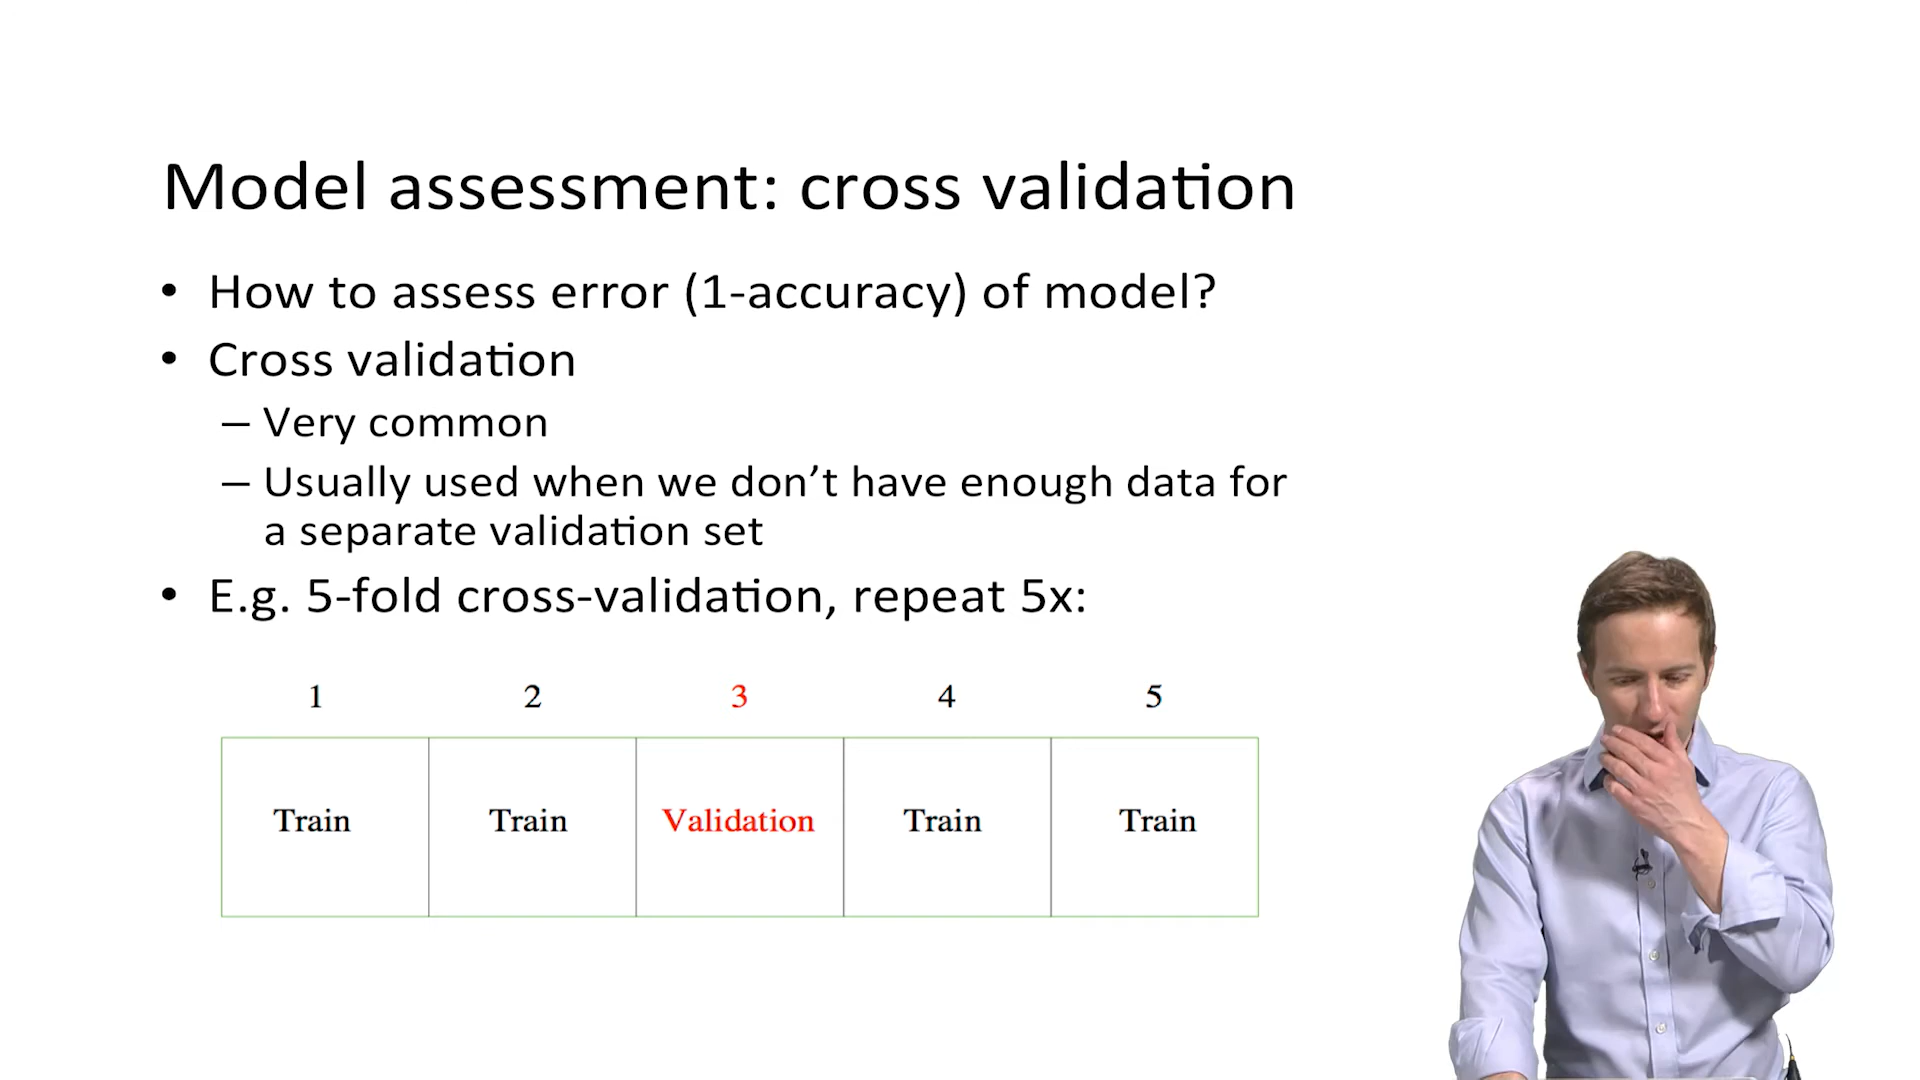 Model assessment: cross validation
• How to assess error (1-accuracy) of model?
• Cross validation
– Very common
– Usually used when we don’t have enough data for
a separate validation set
• E.g. 5-fold cross-validation, repeat 5x:
1 2 3 4 5
Train Train Validation Train Train